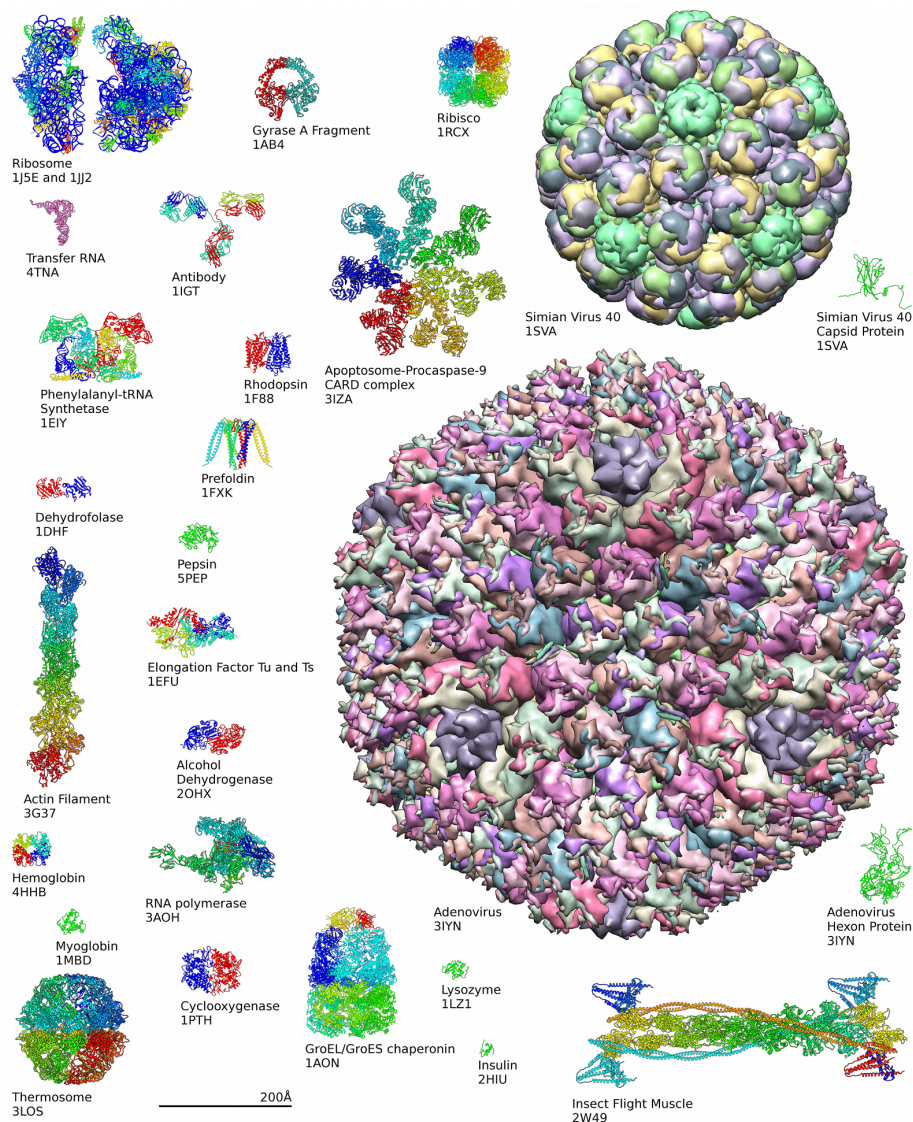 Ribosome
1J5E and 1JJ2
Gyrase A Fragment
1AB4
Ribisco
1RCX
Transfer RNA
4TNA
Antibody
1IGT
Simian Virus 40
1SVA
Simian Virus 40
Capsid Protein
1SVA
Phenylalanyl-tRNA
Synthetase
1EIY
Rhodopsin
1F88
Apoptosome-Procaspase-9
CARD complex
3IZA
Prefoldin
1FXK
Dehydrofolase
1DHF
Pepsin
5PEP
Elongation Factor Tu and Ts
1EFU
Alcohol
Dehydrogenase
2OHX
Actin Filament
3G37
Hemoglobin
4HHB
RNA polymerase
3AOH
Adenovirus
3IYN
Adenovirus
Hexon Protein
3IYN
Myoglobin
1MBD
Cyclooxygenase
1PTH
Lysozyme
1LZ1
GroEL/GroES chaperonin
1AON
Insulin
2HIU
Thermosome
3LOS
200Å
Insect Flight Muscle
2W49